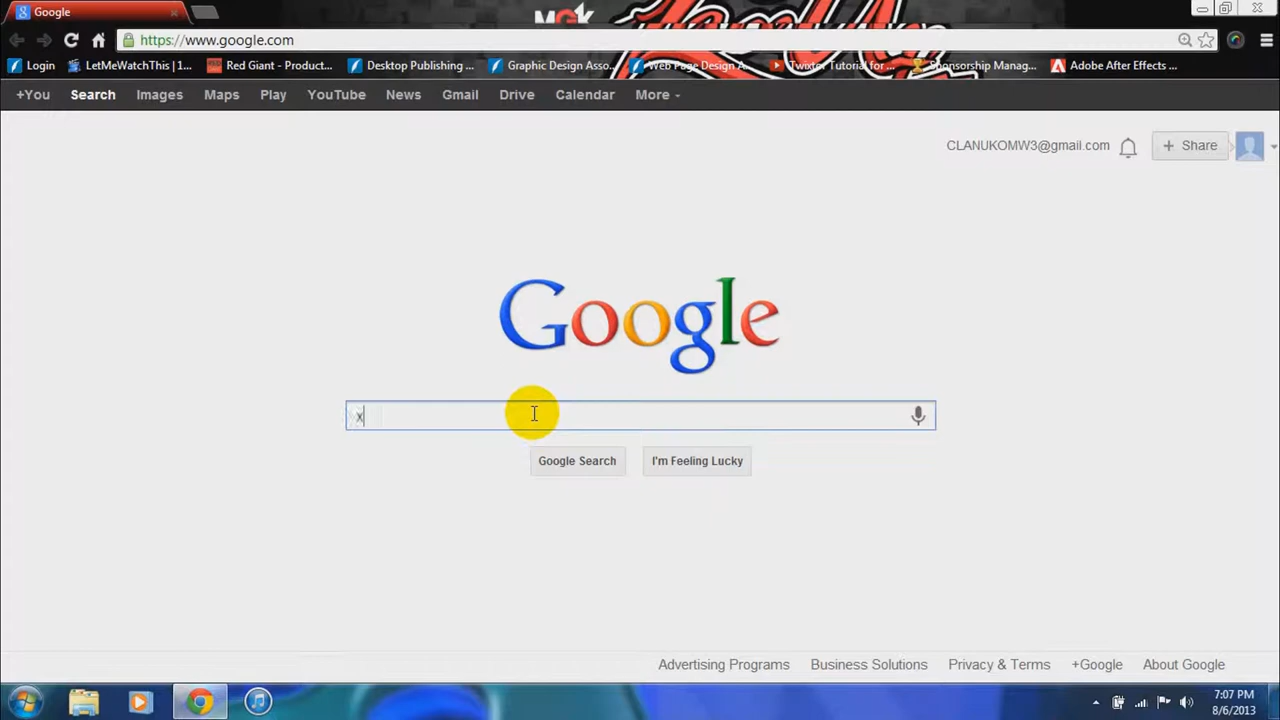 Google
https://www.google.com
Login LetMeWatchThis | 1... Red Giant - Product... Desktop Publishing ... Graphic Design Asso... Web Page Design A... Twixtor Tutorial for ... Sponsorship Manag... Adobe After Effects ...
+You Search Images Maps Play YouTube News Gmail Drive Calendar More
CLANUKOMW3@gmail.com + Share
Google
x
Google Search I'm Feeling Lucky
Advertising Programs Business Solutions Privacy & Terms +Google About Google
7:07 PM
8/6/2013